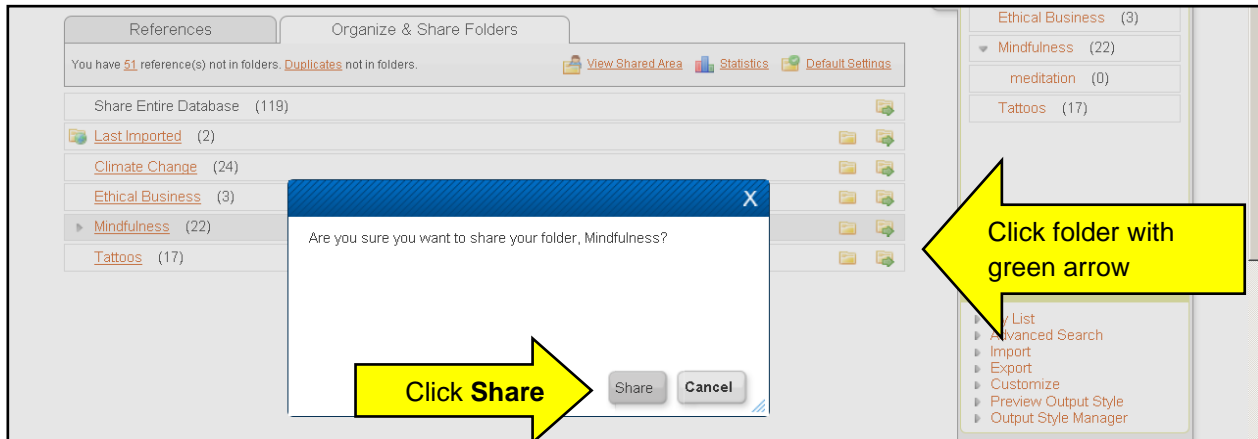 References
Organize & Share Folders
You have 51 reference(s) not in folders. Duplicates not in folders.
View Shared Area
Statistics
Default Settings
Share Entire Database (119)
Last Imported (2)
Climate Change (24)
Ethical Business (3)
Mindfulness (22)
Tattoos (17)
X
Are you sure you want to share your folder, Mindfulness?
Share
Cancel
Click Share
Ethical Business (3)
Mindfulness (22)
meditation (0)
Tattoos (17)
Click folder with
green arrow
List
Advanced Search
Import
Export
Customize
Preview Output Style
Output Style Manager